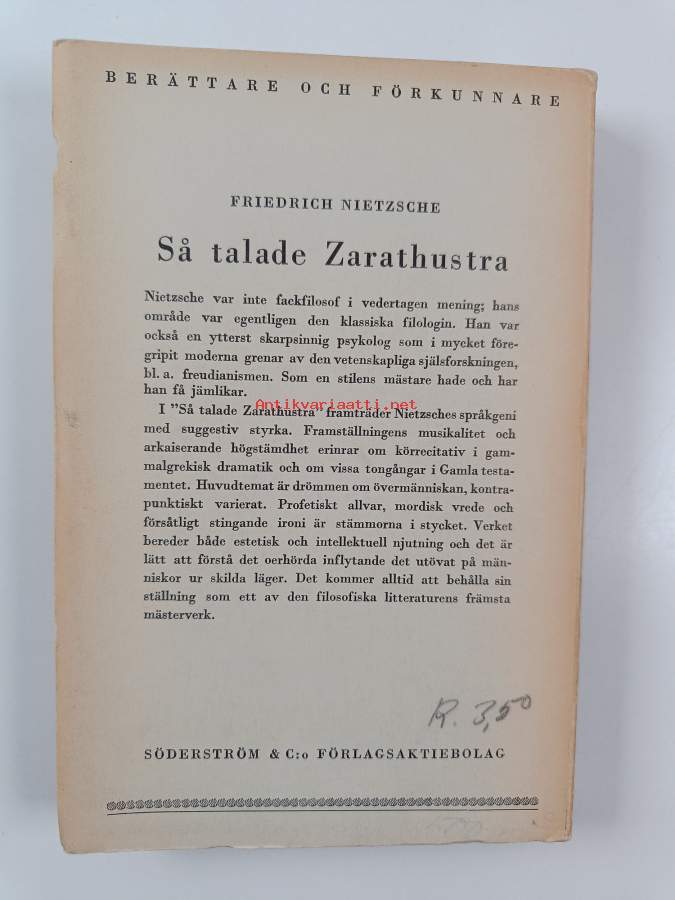 BERÄTTARE OCH FÖRKUNNARE
FRIEDRICH NIETZSCHE
Så talade Zarathustra
Nietzsche var inte fackfilosof i vedertagen mening; hans
område var egentligen den klassiska filologin. Han var
också en ytterst skarpsinnig psykolog som i mycket före-
gripit moderna grenar av den vetenskapliga själsforskningen,
bl. a. freudianismen. Som en stilens mästare hade och har
han få jämlikar.
Antikvariaatti.net
I "Så talade Zarathustra" framträder Nietzsches språkgeni
med suggestiv styrka. Framställningens musikalitet och
arkaiserande högstämdhet erinrar om körrecitativ i gam-
malgrekisk dramatik och om vissa tongångar i Gamla testa-
mentet. Huvudtemat är drömmen om övermänniskan, kontra-
punktiskt varierat. Profetiskt allvar, mordisk vrede och
försåtligt stingande ironi är stämmorna i stycket. Verket
bereder både estetisk och intellektuell njutning och det är
lätt att förstå det oerhörda inflytande det utövat på män-
niskor ur skilda läger. Det kommer alltid att behålla sin
ställning som ett av den filosofiska litteraturens främsta
mästerverk.
R. 3,50
SÖDERSTRÖM & C:o FÖRLAGSAKTIEBOLAG